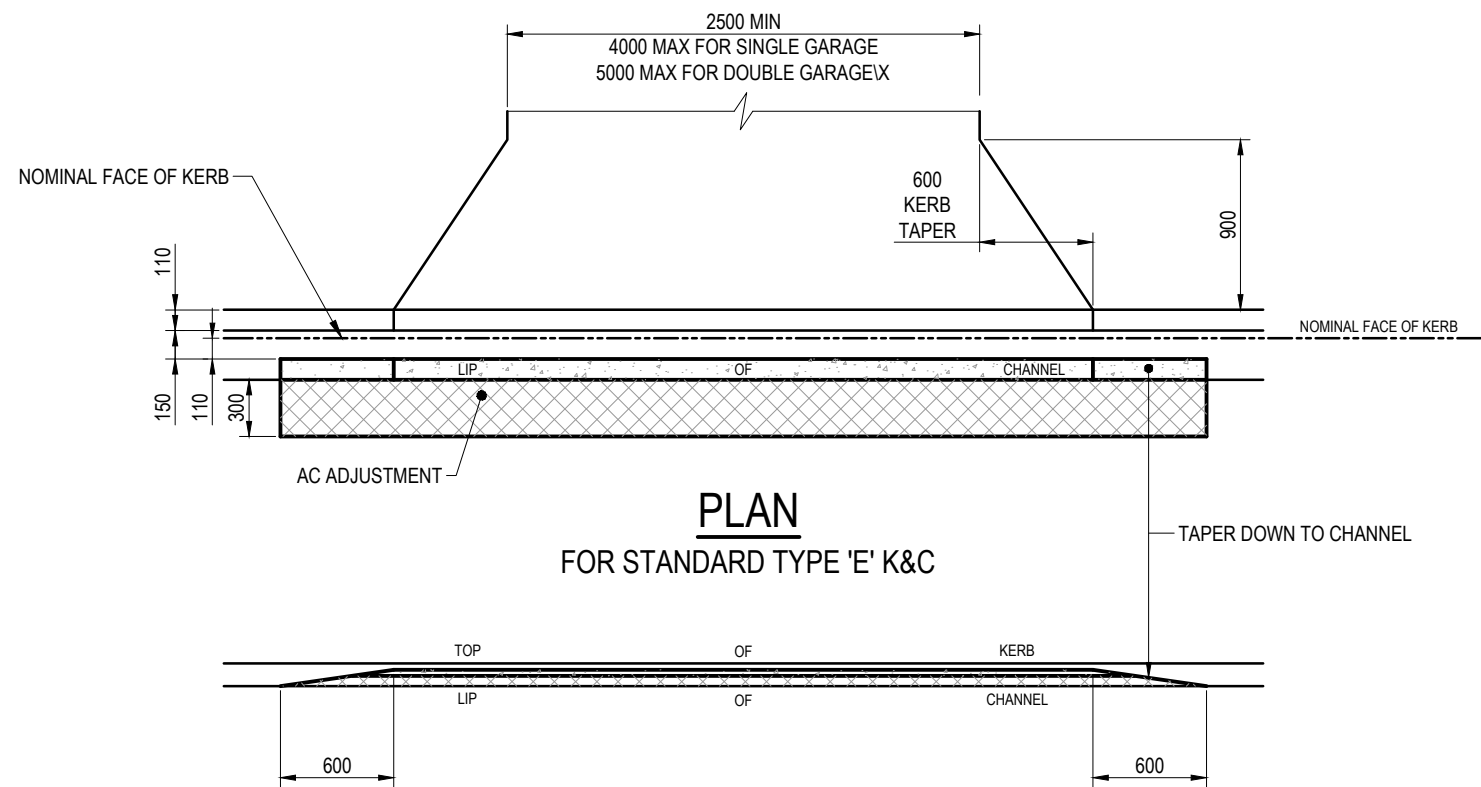 2500 MIN
4000 MAX FOR SINGLE GARAGE
5000 MAX FOR DOUBLE GARAGE\X
NOMINAL FACE OF KERB
600
KERB
TAPER
900
110
NOMINAL FACE OF KERB
LIP OF CHANNEL
150
110
300
AC ADJUSTMENT
PLAN
FOR STANDARD TYPE 'E' K&C
TAPER DOWN TO CHANNEL
TOP OF KERB
LIP OF CHANNEL
600
600